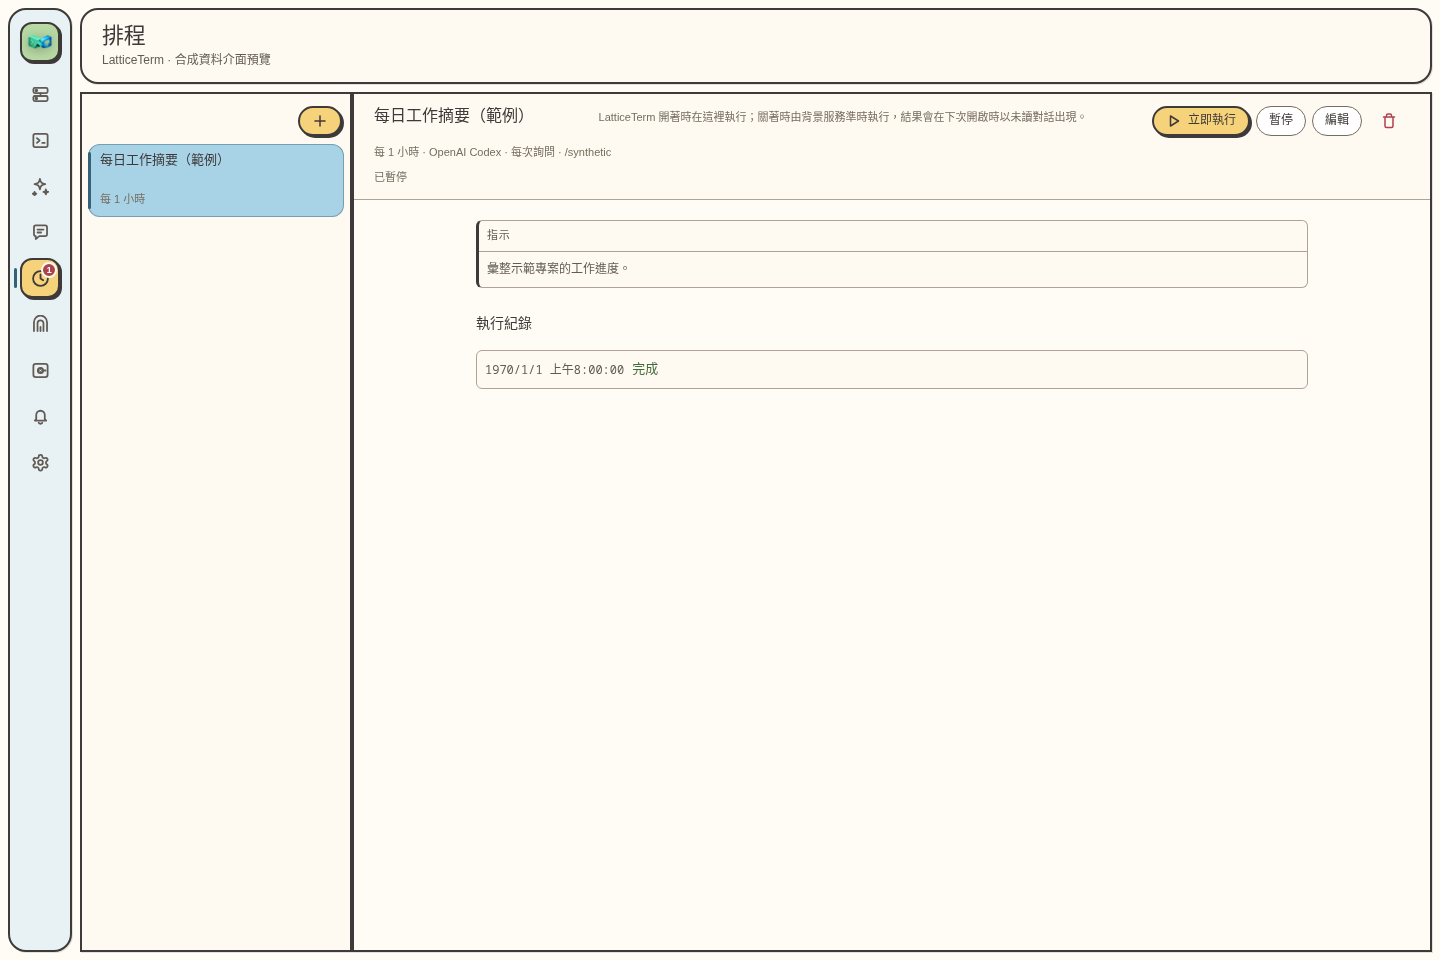 排程
LatticeTerm · 合成資料介面預覽
1
每日工作摘要（範例）
每 1 小時
每日工作摘要（範例）
LatticeTerm 開著時在這裡執行；關著時由背景服務準時執行，結果會在下次開啟時以未讀對話出現。
立即執行
暫停
編輯
每 1 小時 · OpenAI Codex · 每次詢問 · /synthetic
已暫停
指示
彙整示範專案的工作進度。
執行紀錄
1970/1/1 上午8:00:00 完成